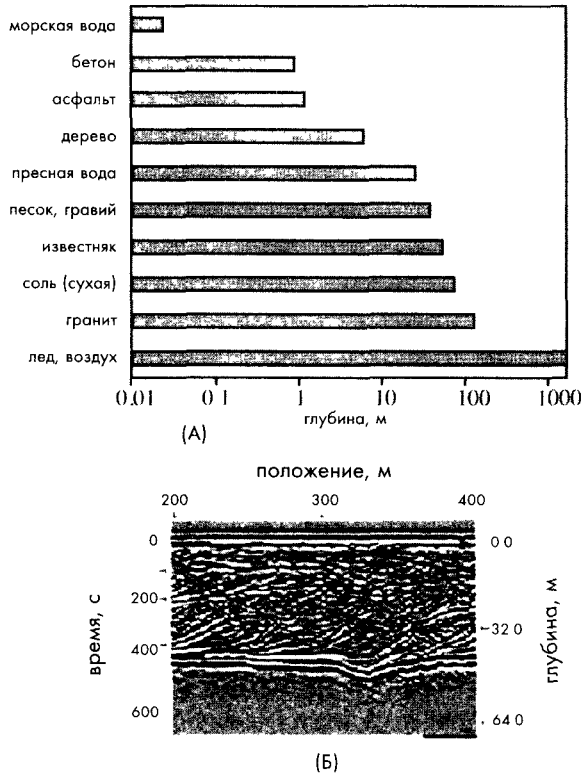 морская вода
бетон
асфальт
дерево
пресная вода
песок, гравий
известняк
соль (сухая)
гранит
лед, воздух
0.01 0 1 1 10 100 1000
глубина, м
(А)
положение, м
200 300 400
0 0 0
200
32 0
400
600 64 0
время, с
глубина, м
(Б)